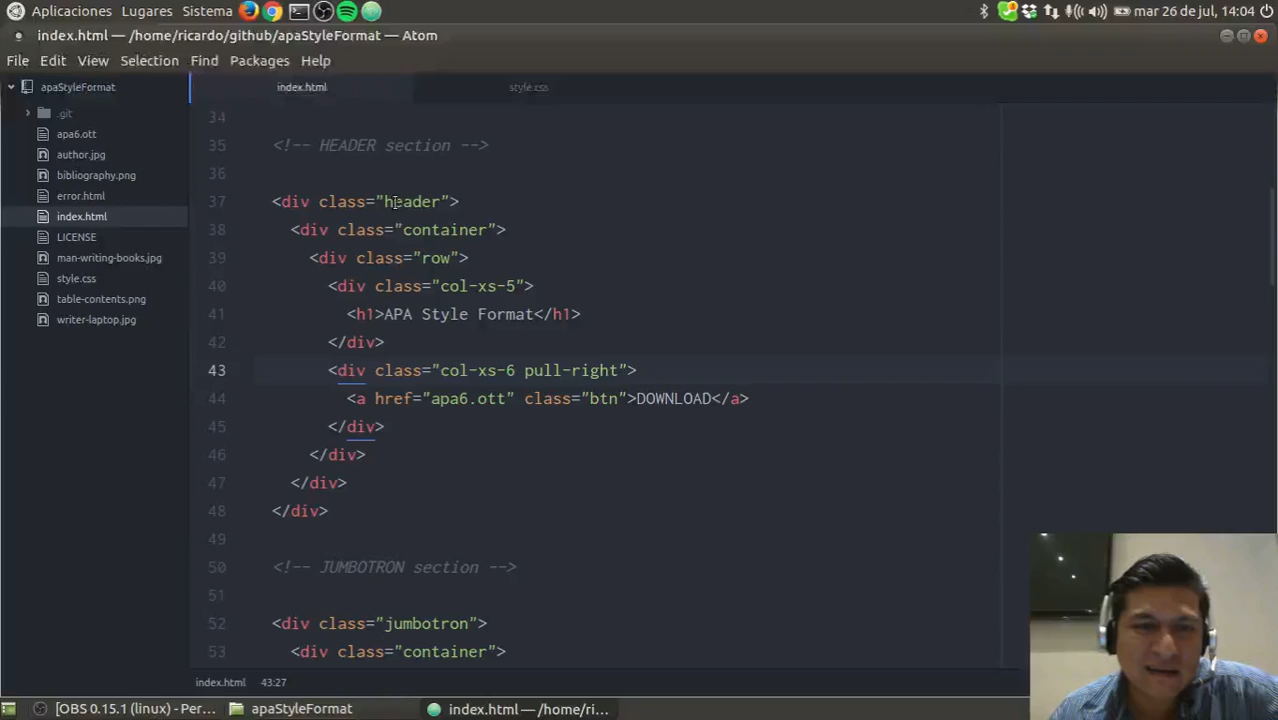 Aplicaciones Lugares Sistema mar 26 de jul, 14:04
index.html — /home/ricardo/github/apaStyleFormat — Atom
File Edit View Selection Find Packages Help
apaStyleFormat
.git
apa6.ott
author.jpg
bibliography.png
error.html
index.html
LICENSE
man-writing-books.jpg
style.css
table-contents.png
writer-laptop.jpg
index.html style.css
34
35 <!-- HEADER section -->
36
37 <div class="header">
38 <div class="container">
39 <div class="row">
40 <div class="col-xs-5">
41 <h1>APA Style Format</h1>
42 </div>
43 <div class="col-xs-6 pull-right">
44 <a href="apa6.ott" class="btn">DOWNLOAD</a>
45 </div>
46 </div>
47 </div>
48 </div>
49
50 <!-- JUMBOTRON section -->
51
52 <div class="jumbotron">
53 <div class="container">
index.html 43:27
[OBS 0.15.1 (linux) - Per... apaStyleFormat index.html — /home/ri...